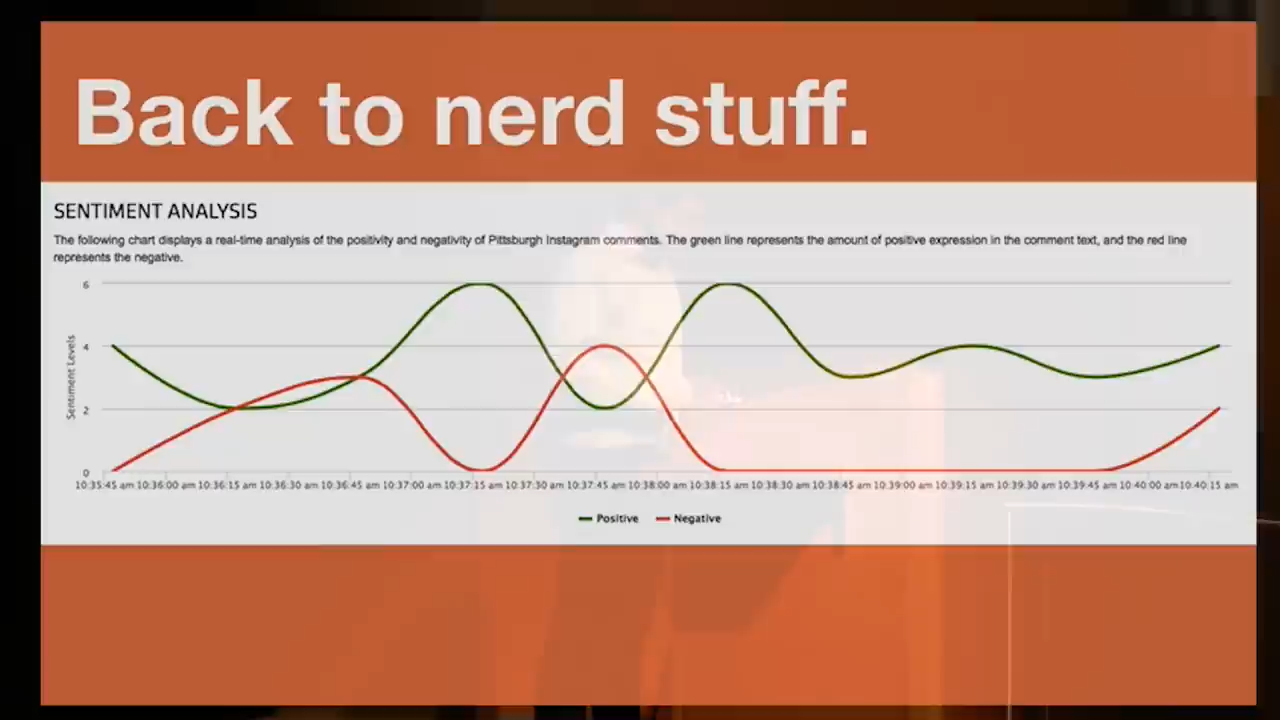 Back to nerd stuff.
SENTIMENT ANALYSIS
The following chart displays a real-time analysis of the positivity and negativity of Pittsburgh Instagram comments. The green line represents the amount of positive expression in the comment text, and the red line
represents the negative.
6
4
2
0
Sentiment Levels
10:35:45 am 10:36:00 am 10:36:15 am 10:36:30 am 10:36:45 am 10:37:00 am 10:37:15 am 10:37:30 am 10:37:45 am 10:38:00 am 10:38:15 am 10:38:30 am 10:38:45 am 10:39:00 am 10:39:15 am 10:39:30 am 10:39:45 am 10:40:00 am 10:40:15 am
Positive Negative